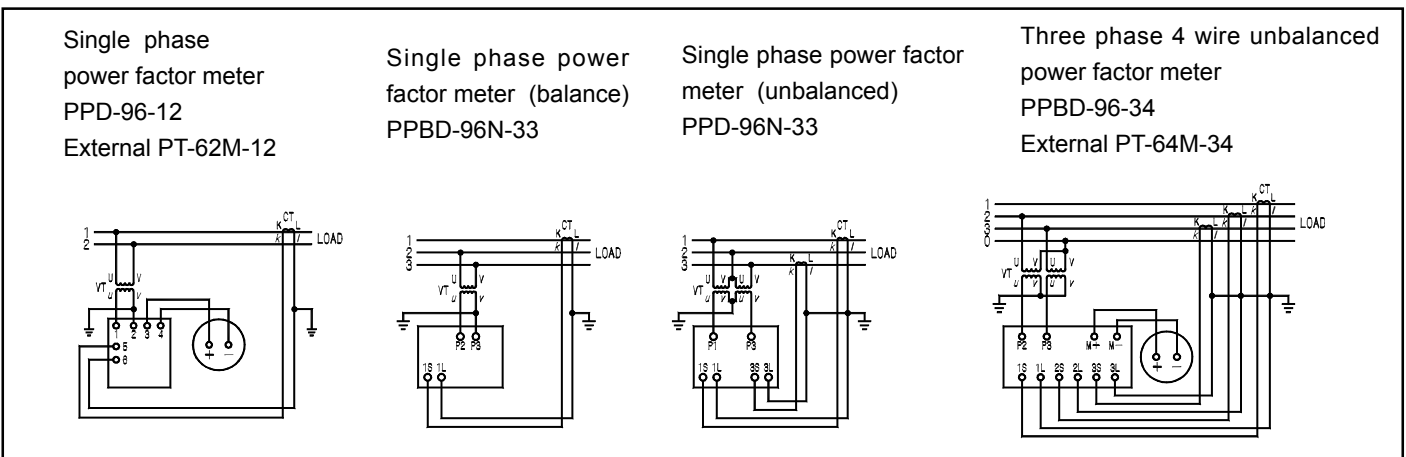 Single phase
power factor meter
PPD-96-12
External PT-62M-12
Single phase power
factor meter (balance)
PPBD-96N-33
Single phase power factor
meter (unbalanced)
PPD-96N-33
Three phase 4 wire unbalanced
power factor meter
PPBD-96-34
External PT-64M-34
CT
K L
1
k l
LOAD
2
U V
VT u v
1 2 3 4
5
6
+ −
CT
K L
1
k l
2
LOAD
3
U V
VT u v
P2 P3
1S 1L
CT
K L
1
k l
2
LOAD
3
K L
k l
U V U V
VT u v u v
P1 P3
1S 1L 3S 3L
CT
K L
1
k l
2
K L
k l
LOAD
3
K L
k l
0
U V U V
VT u v u v
P2 P3 M+ M−
+ −
1S 1L 2S 2L 3S 3L